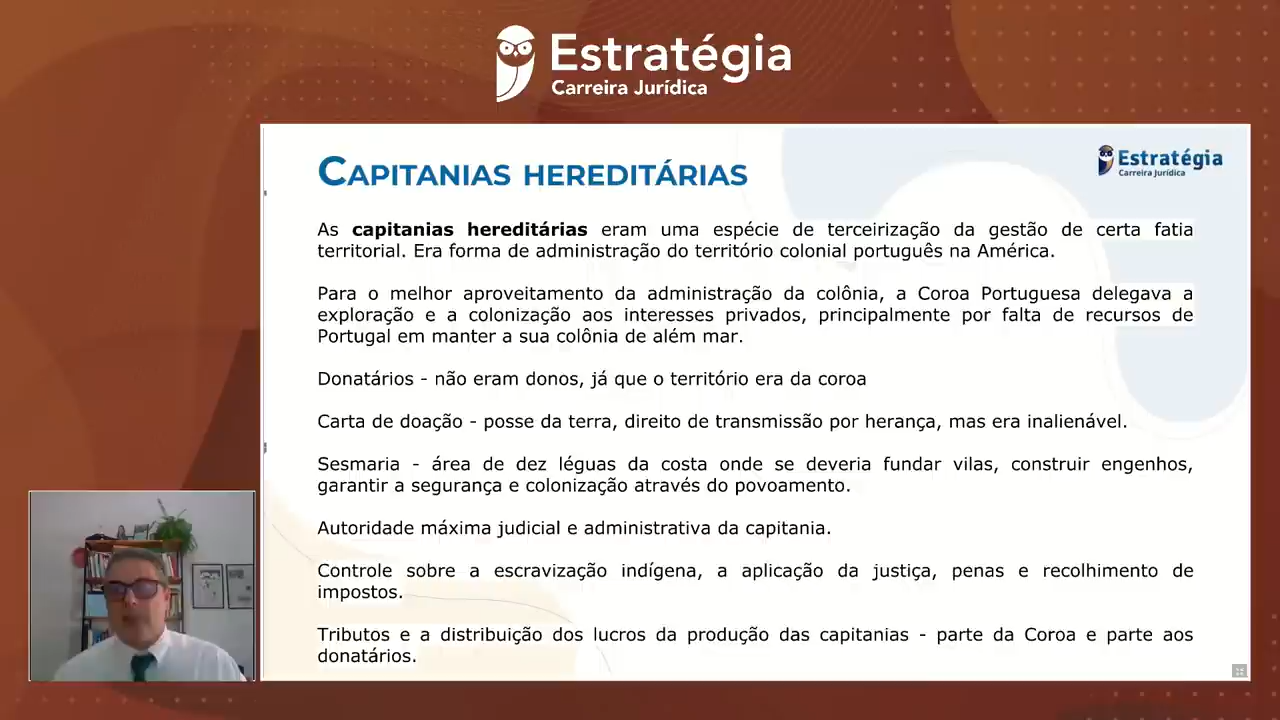 Estratégia
Carreira Jurídica
CAPITANIAS HEREDITÁRIAS
Estratégia
Carreira Jurídica
As capitanias hereditárias eram uma espécie de terceirização da gestão de certa fatia
territorial. Era forma de administração do território colonial português na América.
Para o melhor aproveitamento da administração da colônia, a Coroa Portuguesa delegava a
exploração e a colonização aos interesses privados, principalmente por falta de recursos de
Portugal em manter a sua colônia de além mar.
Donatários - não eram donos, já que o território era da coroa
Carta de doação - posse da terra, direito de transmissão por herança, mas era inalienável.
Sesmaria - área de dez léguas da costa onde se deveria fundar vilas, construir engenhos,
garantir a segurança e colonização através do povoamento.
Autoridade máxima judicial e administrativa da capitania.
Controle sobre a escravização indígena, a aplicação da justiça, penas e recolhimento de
impostos.
Tributos e a distribuição dos lucros da produção das capitanias - parte da Coroa e parte aos
donatários.